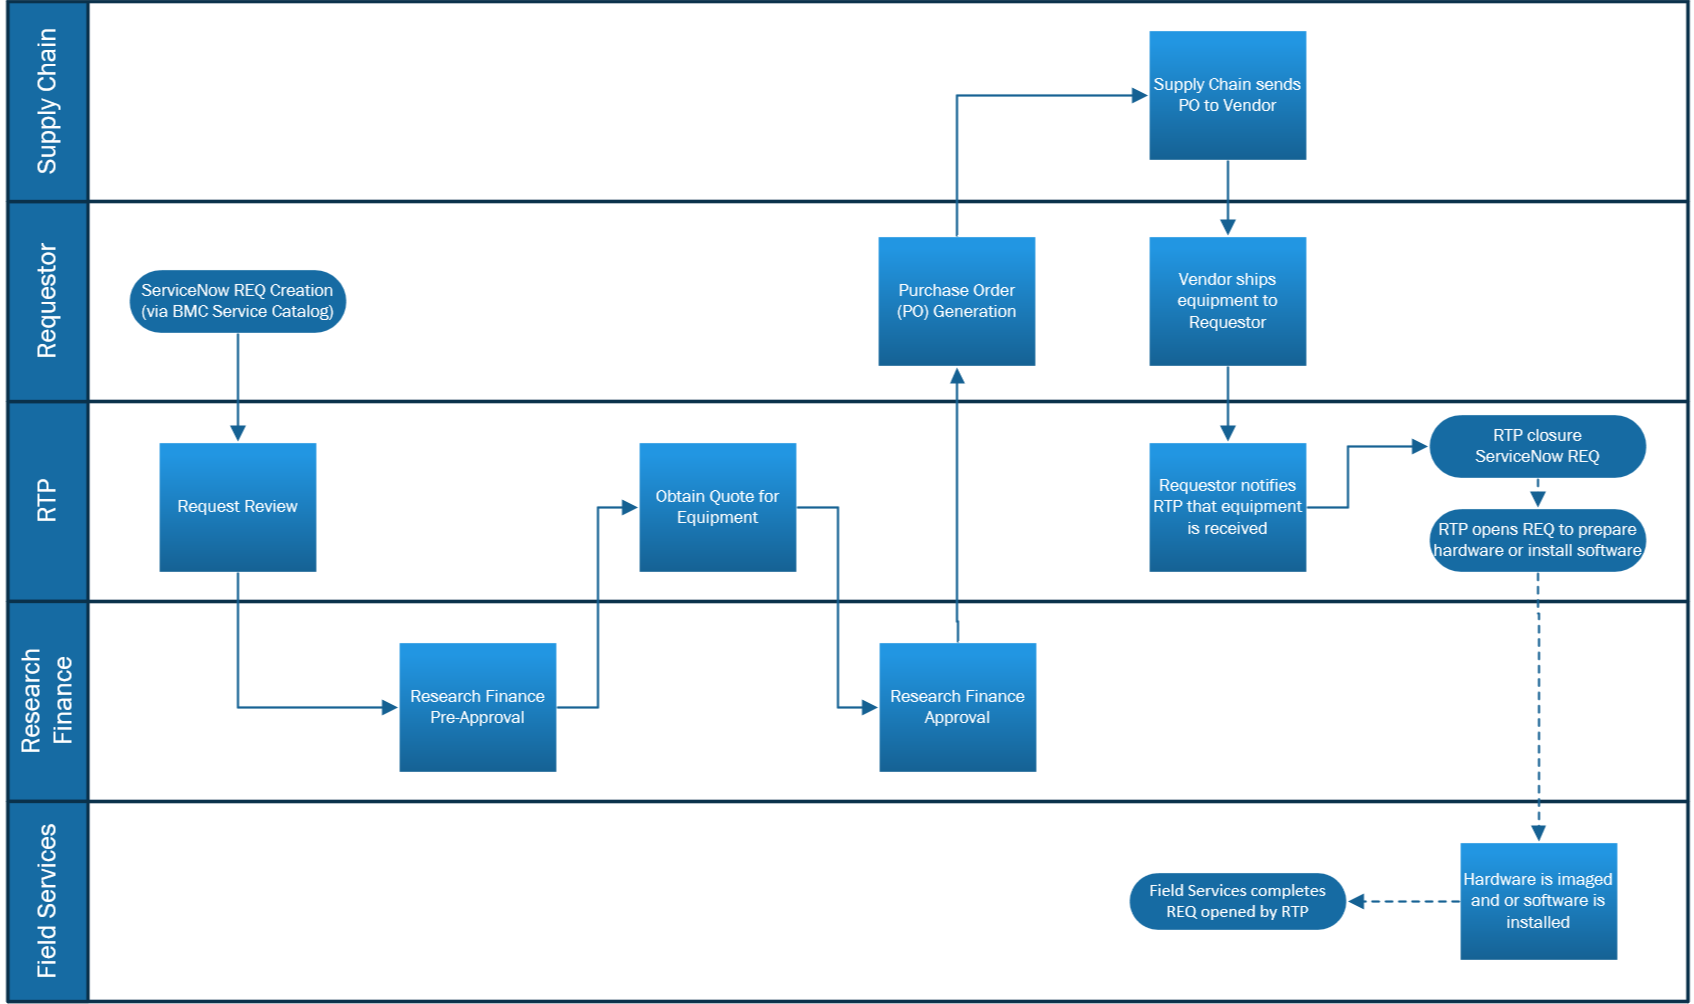 Supply Chain
Supply Chain sends
PO to Vendor
Requestor
ServiceNow REQ Creation
(via BMC Service Catalog)
Purchase Order
(PO) Generation
Vendor ships
equipment to
Requestor
RTP
Request Review
Obtain Quote for
Equipment
Requestor notifies
RTP that equipment
is received
RTP closure
ServiceNow REQ
RTP opens REQ to prepare
hardware or install software
Research
Finance
Research Finance
Pre-Approval
Research Finance
Approval
Field Services
Field Services completes
REQ opened by RTP
Hardware is imaged
and or software is
installed